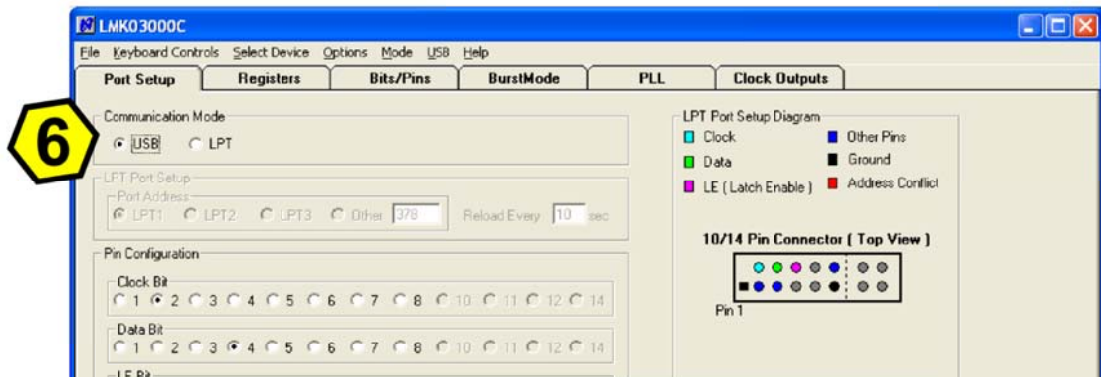 LMK03000C
File Keyboard Controls Select Device Options Mode USB Help
Port Setup Registers Bits/Pins BurstMode PLL Clock Outputs
6
Communication Mode
USB LPT
LPT Port Setup
Port Address
LPT1 LPT2 LPT3 Other 378 Reload Every 10 sec
Pin Configuration
Clock Bit
1 2 3 4 5 6 7 8 10 11 12 14
Data Bit
1 2 3 4 5 6 7 8 10 11 12 14
LE Bit
LPT Port Setup Diagram
Clock Other Pins
Data Ground
LE ( Latch Enable ) Address Conflict
10/14 Pin Connector ( Top View )
Pin 1